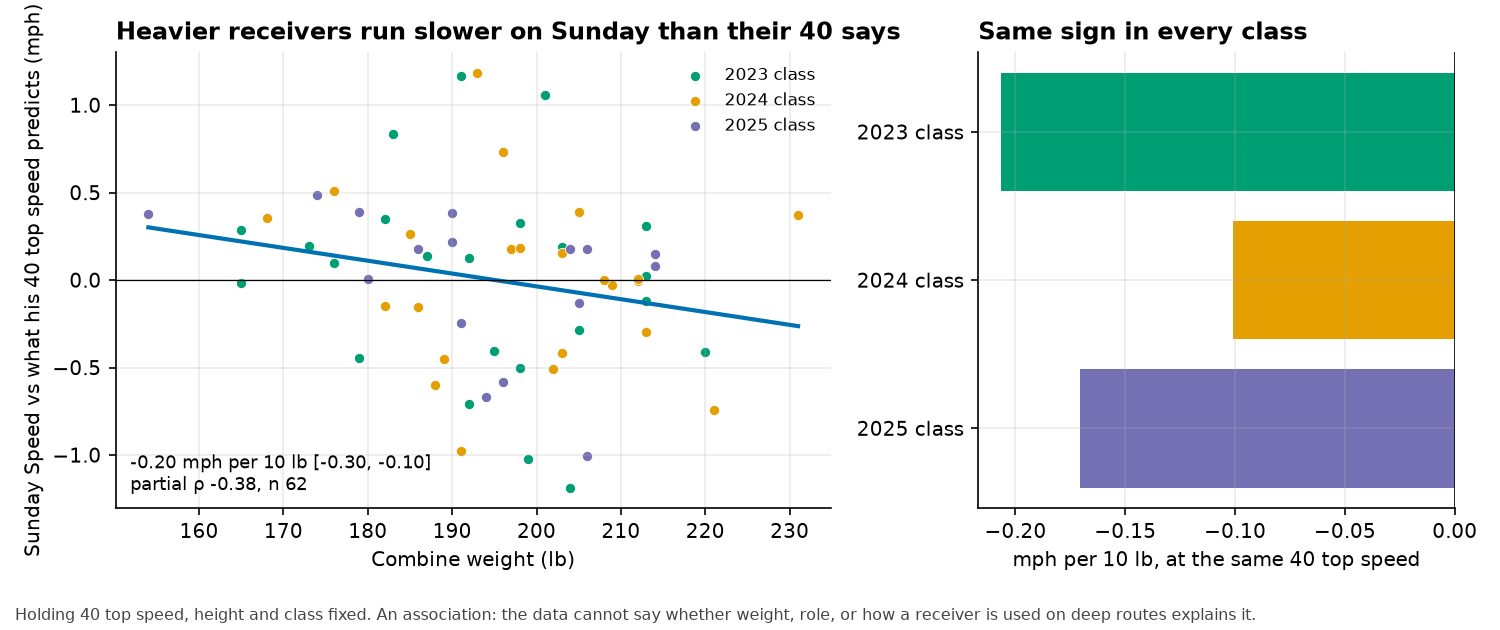 Heavier receivers run slower on Sunday than their 40 says
Sunday Speed vs what his 40 top speed predicts (mph)
1.0
0.5
0.0
−0.5
−1.0
2023 class
2024 class
2025 class
-0.20 mph per 10 lb [-0.30, -0.10]
partial ρ -0.38, n 62
160 170 180 190 200 210 220 230
Combine weight (lb)
Same sign in every class
2023 class
2024 class
2025 class
−0.20 −0.15 −0.10 −0.05 0.00
mph per 10 lb, at the same 40 top speed
Holding 40 top speed, height and class fixed. An association: the data cannot say whether weight, role, or how a receiver is used on deep routes explains it.